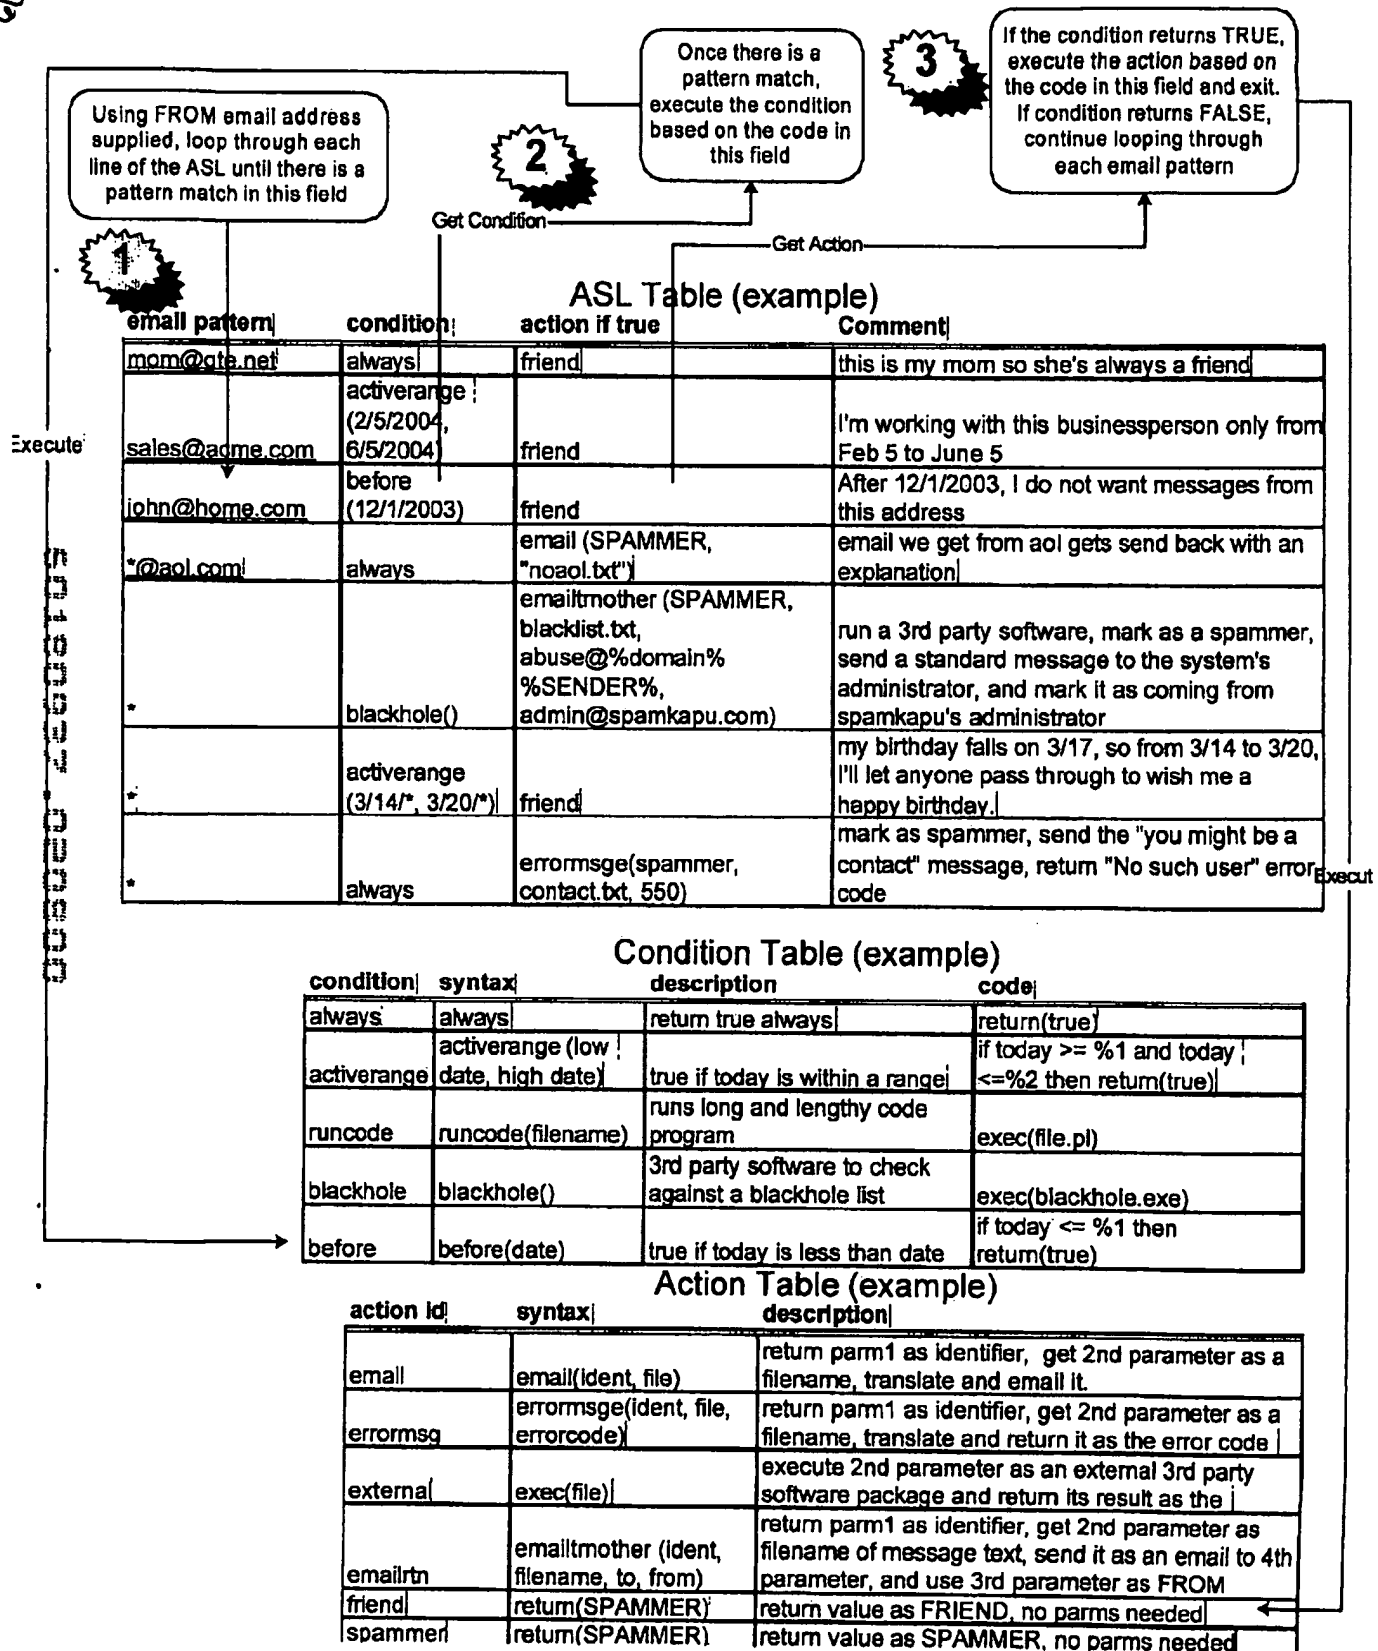 Using FROM email address
supplied, loop through each
line of the ASL until there is a
pattern match in this field
Once there is a
pattern match,
execute the condition
based on the code in
this field
If the condition returns TRUE,
execute the action based on
the code in this field and exit.
If condition returns FALSE,
continue looping through
each email pattern
1
2
3
Get Condition
Get Action
Execute
ASL Table (example)
email pattern condition action if true Comment
mom@gte.net always friend this is my mom so she's always a friend
sales@acme.com
activerange
(2/5/2004,
6/5/2004)
friend
I'm working with this businessperson only from
Feb 5 to June 5
john@home.com
before
(12/1/2003)
friend
After 12/1/2003, I do not want messages from
this address
*@aol.com
always
email (SPAMMER,
"noaol.txt")
email we get from aol gets send back with an
explanation
*
blackhole()
emailtmother (SPAMMER,
blacklist.txt,
abuse@%domain%
%SENDER%,
admin@spamkapu.com)
run a 3rd party software, mark as a spammer,
send a standard message to the system's
administrator, and mark it as coming from
spamkapu's administrator
*
activerange
(3/14/*, 3/20/*)
friend
my birthday falls on 3/17, so from 3/14 to 3/20,
I'll let anyone pass through to wish me a
happy birthday.
*
always
errormsge(spammer,
contact.txt, 550)
mark as spammer, send the "you might be a
contact" message, return "No such user" error
code
Execut
Condition Table (example)
condition syntax description code
always always return true always return(true)
activerange
activerange (low
date, high date)
true if today is within a range
if today >= %1 and today
<=%2 then return(true)
runcode
runcode(filename)
runs long and lengthy code
program
exec(file.pl)
blackhole
blackhole()
3rd party software to check
against a blackhole list
exec(blackhole.exe)
before
before(date)
true if today is less than date
if today <= %1 then
return(true)
Action Table (example)
action id syntax description
email
email(ident, file)
return parm1 as identifier, get 2nd parameter as a
filename, translate and email it.
errormsg
errormsge(ident, file,
errorcode)
return parm1 as identifier, get 2nd parameter as a
filename, translate and return it as the error code
external
exec(file)
execute 2nd parameter as an external 3rd party
software package and return its result as the
emailrtn
emailtmother (ident,
filename, to, from)
return parm1 as identifier, get 2nd parameter as
filename of message text, send it as an email to 4th
parameter, and use 3rd parameter as FROM
friend return(SPAMMER) return value as FRIEND, no parms needed
spammer return(SPAMMER) return value as SPAMMER, no parms needed